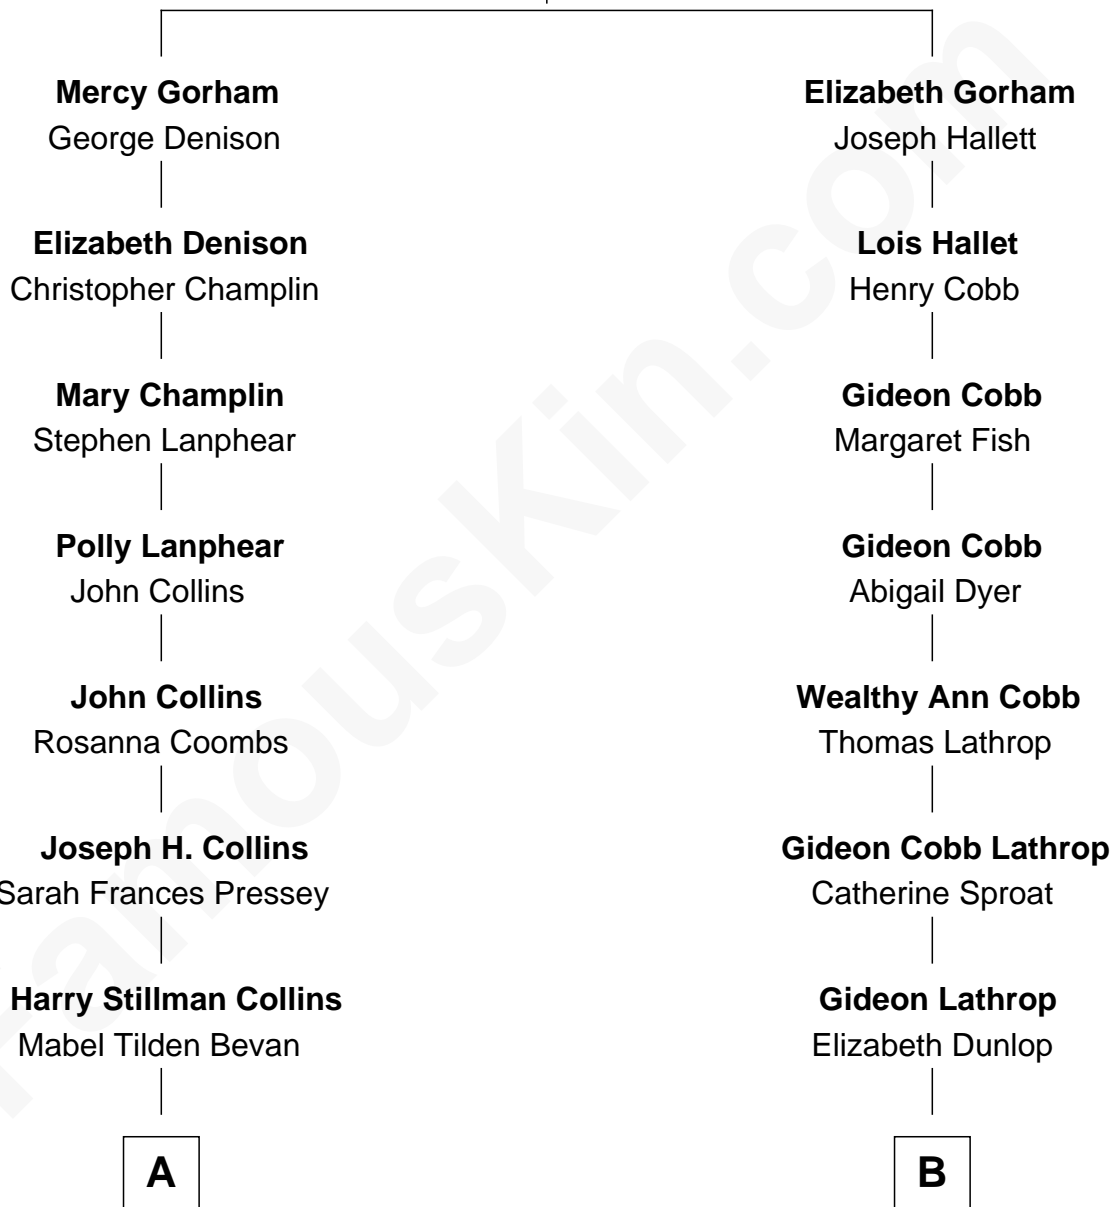 Mercy Gorham
George Denison
Elizabeth Denison
Christopher Champlin
Mary Champlin
Stephen Lanphear
Polly Lanphear
John Collins
John Collins
Rosanna Coombs
Joseph H. Collins
Sarah Frances Pressey
Harry Stillman Collins
Mabel Tilden Bevan
A
Elizabeth Gorham
Joseph Hallett
Lois Hallet
Henry Cobb
Gideon Cobb
Margaret Fish
Gideon Cobb
Abigail Dyer
Wealthy Ann Cobb
Thomas Lathrop
Gideon Cobb Lathrop
Catherine Sproat
Gideon Lathrop
Elizabeth Dunlop
B
FamousKin.com